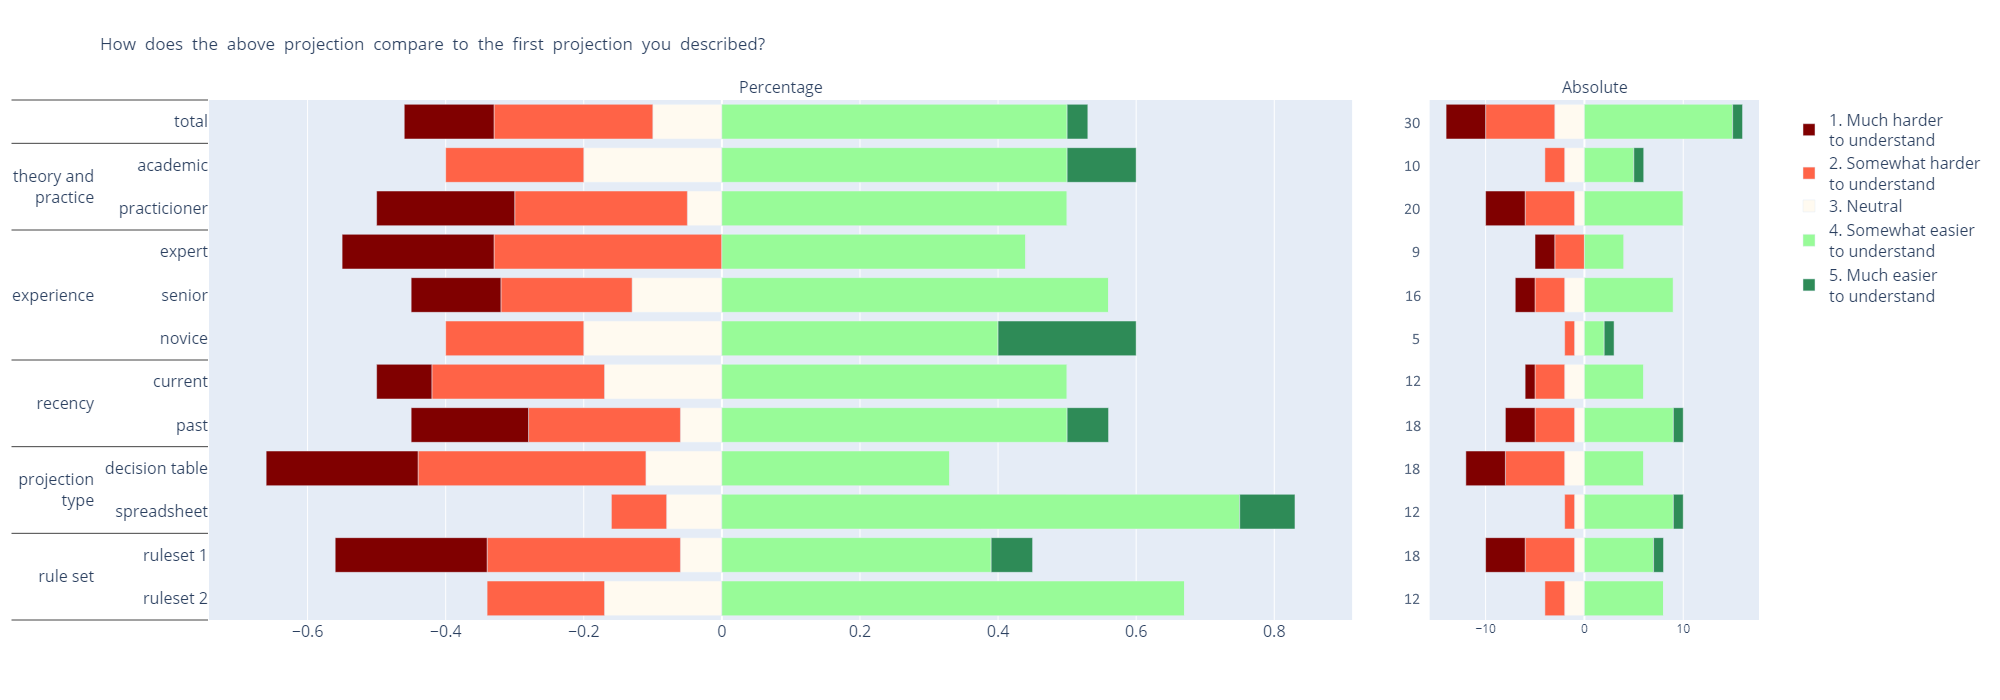 How does the above projection compare to the first projection you described?
Percentage
Absolute
total
30
theory and
practice
academic
10
practicioner
20
experience
expert
9
senior
16
novice
5
recency
current
12
past
18
projection
type
decision table
18
spreadsheet
12
rule set
ruleset 1
18
ruleset 2
12
−0.6 −0.4 −0.2 0 0.2 0.4 0.6 0.8
−10 0 10
1. Much harder
to understand
2. Somewhat harder
to understand
3. Neutral
4. Somewhat easier
to understand
5. Much easier
to understand